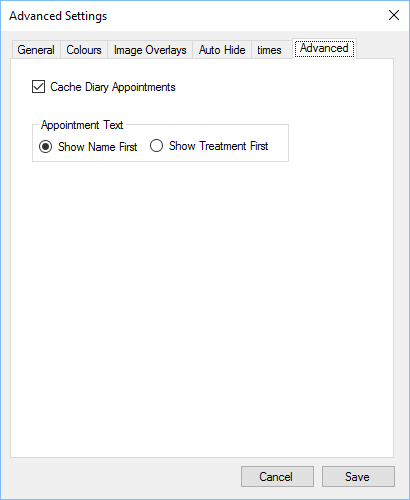 Advanced Settings
General Colours Image Overlays Auto Hide times Advanced
Cache Diary Appointments
Appointment Text
Show Name First Show Treatment First
Cancel Save